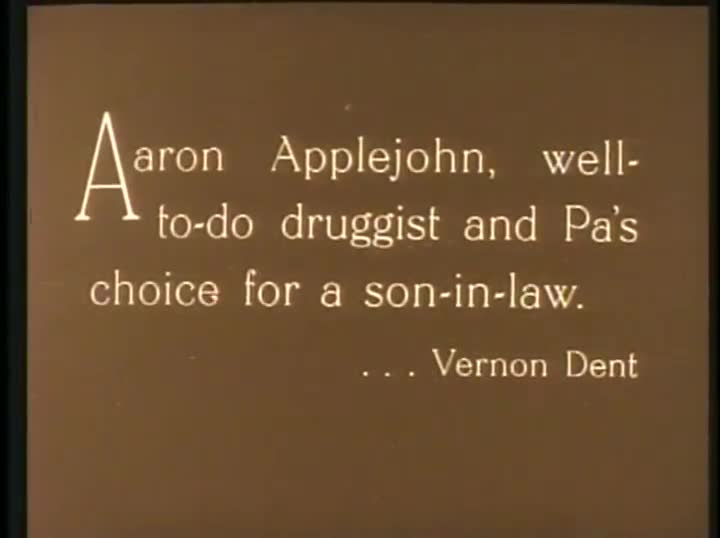 Aaron Applejohn, well-
to-do druggist and Pa's
choice for a son-in-law.
. . . Vernon Dent